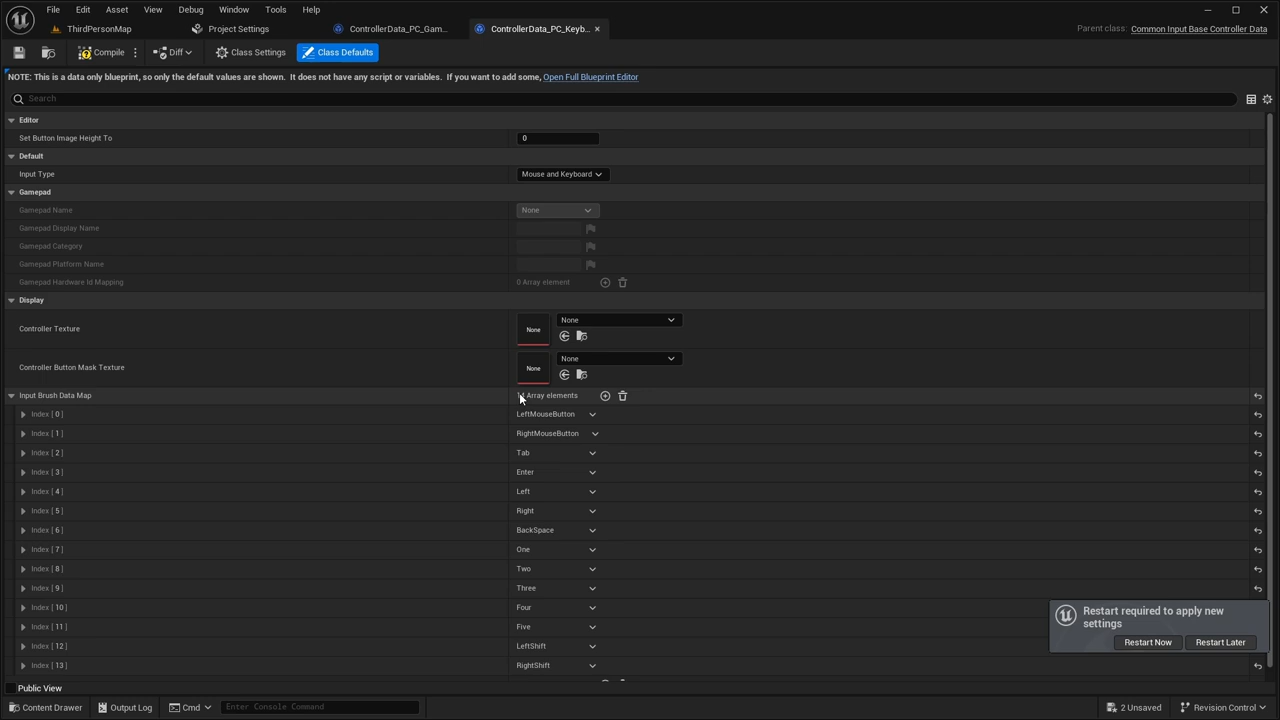 File Edit Asset View Debug Window Tools Help
ThirdPersonMap Project Settings ControllerData_PC_Gam... ControllerData_PC_Keyb... Parent class: Common Input Base Controller Data
Compile Diff Class Settings Class Defaults
NOTE: This is a data only blueprint, so only the default values are shown. It does not have any script or variables. If you want to add some, Open Full Blueprint Editor
Search
Editor
Set Button Image Height To 0
Default
Input Type Mouse and Keyboard
Gamepad
Gamepad Name None
Gamepad Display Name
Gamepad Category
Gamepad Platform Name
Gamepad Hardware Id Mapping 0 Array element
Display
Controller Texture None None
Controller Button Mask Texture None None
Input Brush Data Map Array elements
Index [ 0 ] LeftMouseButton
Index [ 1 ] RightMouseButton
Index [ 2 ] Tab
Index [ 3 ] Enter
Index [ 4 ] Left
Index [ 5 ] Right
Index [ 6 ] BackSpace
Index [ 7 ] One
Index [ 8 ] Two
Index [ 9 ] Three
Index [ 10 ] Four
Index [ 11 ] Five
Index [ 12 ] LeftShift
Index [ 13 ] RightShift
Restart required to apply new
settings
Restart Now Restart Later
Public View
Content Drawer Output Log Cmd Enter Console Command 2 Unsaved Revision Control